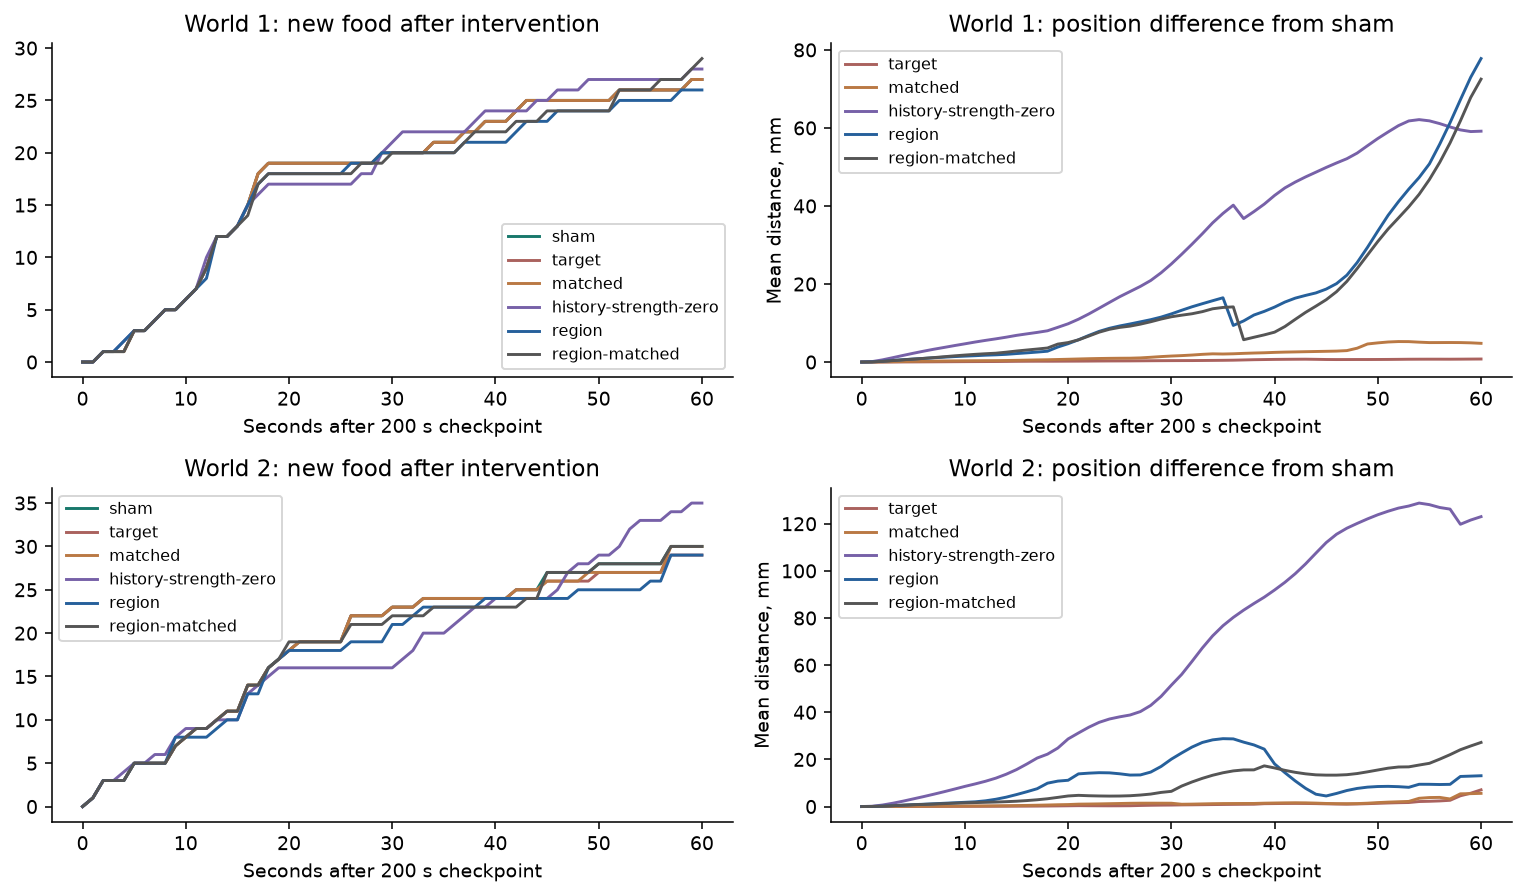 World 1: new food after intervention
30
25
20
15
10
5
0
sham
target
matched
history-strength-zero
region
region-matched
0 10 20 30 40 50 60
Seconds after 200 s checkpoint
World 1: position difference from sham
Mean distance, mm
80
60
40
20
0
target
matched
history-strength-zero
region
region-matched
0 10 20 30 40 50 60
Seconds after 200 s checkpoint
World 2: new food after intervention
35
30
25
20
15
10
5
0
sham
target
matched
history-strength-zero
region
region-matched
0 10 20 30 40 50 60
Seconds after 200 s checkpoint
World 2: position difference from sham
Mean distance, mm
120
100
80
60
40
20
0
target
matched
history-strength-zero
region
region-matched
0 10 20 30 40 50 60
Seconds after 200 s checkpoint